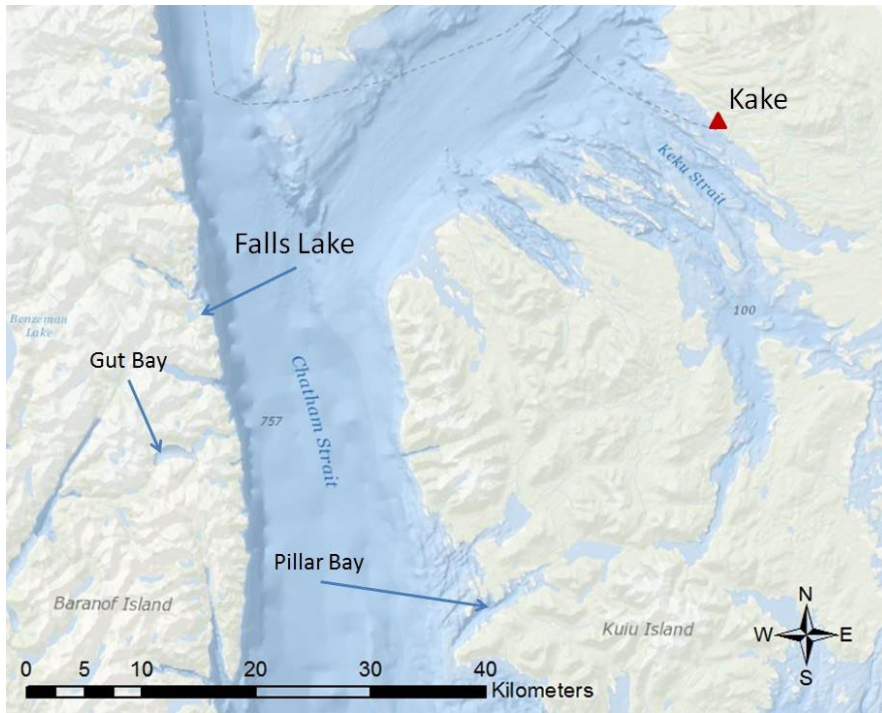 Kake
Keku Strait
Falls Lake
Benzeman
Lake
100
Gut Bay
Chatham Strait
757
Pillar Bay
Baranof Island
Kuiu Island
N
W E
S
0 5 10 20 30 40
Kilometers